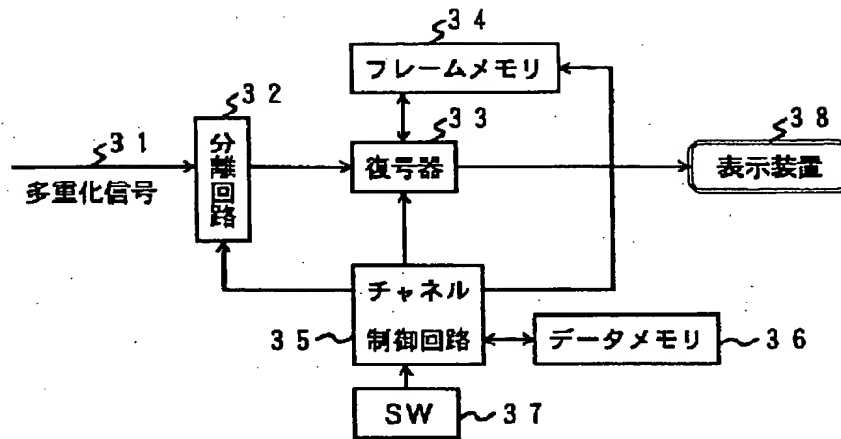 34
フレームメモリ
32
分離回路
33
復号器
31
多重化信号
38
表示装置
チャネル
制御回路
35
データメモリ
36
SW
37